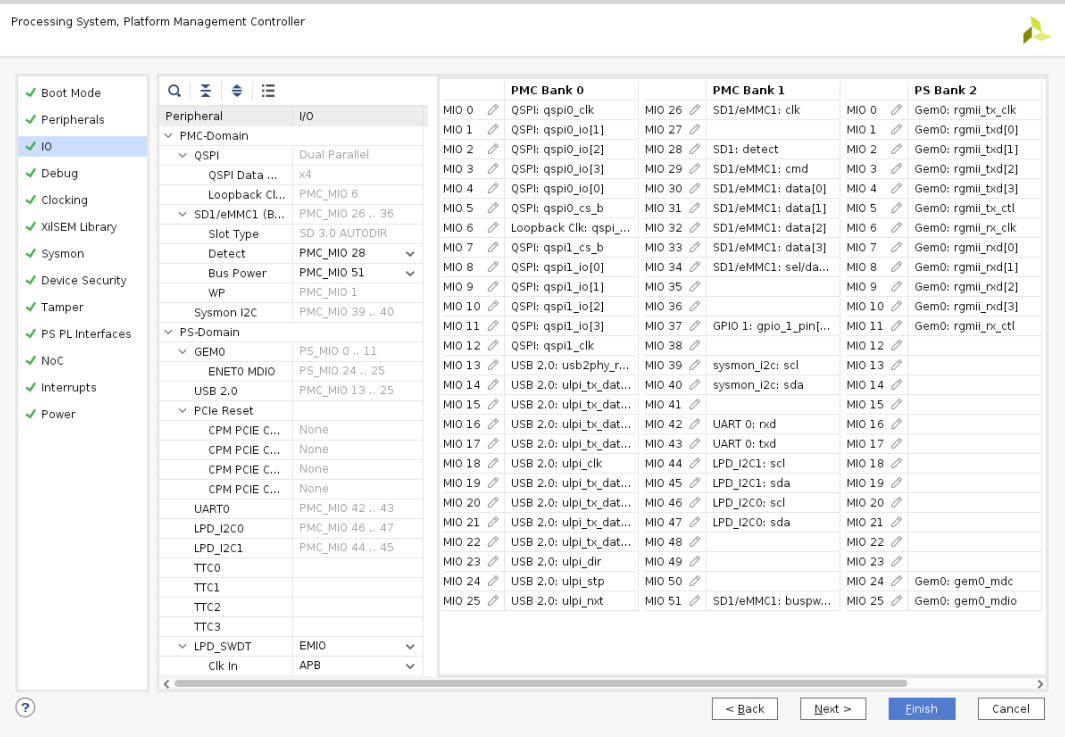 Processing System, Platform Management Controller
Boot Mode
Peripherals
IO
Debug
Clocking
XilSEM Library
Sysmon
Device Security
Tamper
PS PL Interfaces
NoC
Interrupts
Power
Peripheral I/O
PMC-Domain
QSPI Dual Parallel
QSPI Data ... x4
Loopback Cl... PMC_MIO 6
SD1/eMMC1 (B... PMC_MIO 26 .. 36
Slot Type SD 3.0 AUTODIR
Detect PMC_MIO 28
Bus Power PMC_MIO 51
WP PMC_MIO 1
Sysmon I2C PMC_MIO 39 .. 40
PS-Domain
GEM0 PS_MIO 0 .. 11
ENET0 MDIO PS_MIO 24 .. 25
USB 2.0 PMC_MIO 13 .. 25
PCIe Reset
CPM PCIE C... None
CPM PCIE C... None
CPM PCIE C... None
CPM PCIE C... None
UART0 PMC_MIO 42 .. 43
LPD_I2C0 PMC_MIO 46 .. 47
LPD_I2C1 PMC_MIO 44 .. 45
TTC0
TTC1
TTC2
TTC3
LPD_SWDT EMIO
Clk In APB
PMC Bank 0 PMC Bank 1 PS Bank 2
MIO 0 QSPI: qspi0_clk MIO 26 SD1/eMMC1: clk MIO 0 Gem0: rgmii_tx_clk
MIO 1 QSPI: qspi0_io[1] MIO 27 MIO 1 Gem0: rgmii_txd[0]
MIO 2 QSPI: qspi0_io[2] MIO 28 SD1: detect MIO 2 Gem0: rgmii_txd[1]
MIO 3 QSPI: qspi0_io[3] MIO 29 SD1/eMMC1: cmd MIO 3 Gem0: rgmii_txd[2]
MIO 4 QSPI: qspi0_io[0] MIO 30 SD1/eMMC1: data[0] MIO 4 Gem0: rgmii_txd[3]
MIO 5 QSPI: qspi0_cs_b MIO 31 SD1/eMMC1: data[1] MIO 5 Gem0: rgmii_tx_ctl
MIO 6 Loopback Clk: qspi_... MIO 32 SD1/eMMC1: data[2] MIO 6 Gem0: rgmii_rx_clk
MIO 7 QSPI: qspi1_cs_b MIO 33 SD1/eMMC1: data[3] MIO 7 Gem0: rgmii_rxd[0]
MIO 8 QSPI: qspi1_io[0] MIO 34 SD1/eMMC1: sel/da... MIO 8 Gem0: rgmii_rxd[1]
MIO 9 QSPI: qspi1_io[1] MIO 35 MIO 9 Gem0: rgmii_rxd[2]
MIO 10 QSPI: qspi1_io[2] MIO 36 MIO 10 Gem0: rgmii_rxd[3]
MIO 11 QSPI: qspi1_io[3] MIO 37 GPIO 1: gpio_1_pin[... MIO 11 Gem0: rgmii_rx_ctl
MIO 12 QSPI: qspi1_clk MIO 38 MIO 12
MIO 13 USB 2.0: usb2phy_r... MIO 39 sysmon_i2c: scl MIO 13
MIO 14 USB 2.0: ulpi_tx_dat... MIO 40 sysmon_i2c: sda MIO 14
MIO 15 USB 2.0: ulpi_tx_dat... MIO 41 MIO 15
MIO 16 USB 2.0: ulpi_tx_dat... MIO 42 UART 0: rxd MIO 16
MIO 17 USB 2.0: ulpi_tx_dat... MIO 43 UART 0: txd MIO 17
MIO 18 USB 2.0: ulpi_clk MIO 44 LPD_I2C1: scl MIO 18
MIO 19 USB 2.0: ulpi_tx_dat... MIO 45 LPD_I2C1: sda MIO 19
MIO 20 USB 2.0: ulpi_tx_dat... MIO 46 LPD_I2C0: scl MIO 20
MIO 21 USB 2.0: ulpi_tx_dat... MIO 47 LPD_I2C0: sda MIO 21
MIO 22 USB 2.0: ulpi_tx_dat... MIO 48 MIO 22
MIO 23 USB 2.0: ulpi_dir MIO 49 MIO 23
MIO 24 USB 2.0: ulpi_stp MIO 50 MIO 24 Gem0: gem0_mdc
MIO 25 USB 2.0: ulpi_nxt MIO 51 SD1/eMMC1: buspw... MIO 25 Gem0: gem0_mdio
?
< Back Next > Finish Cancel